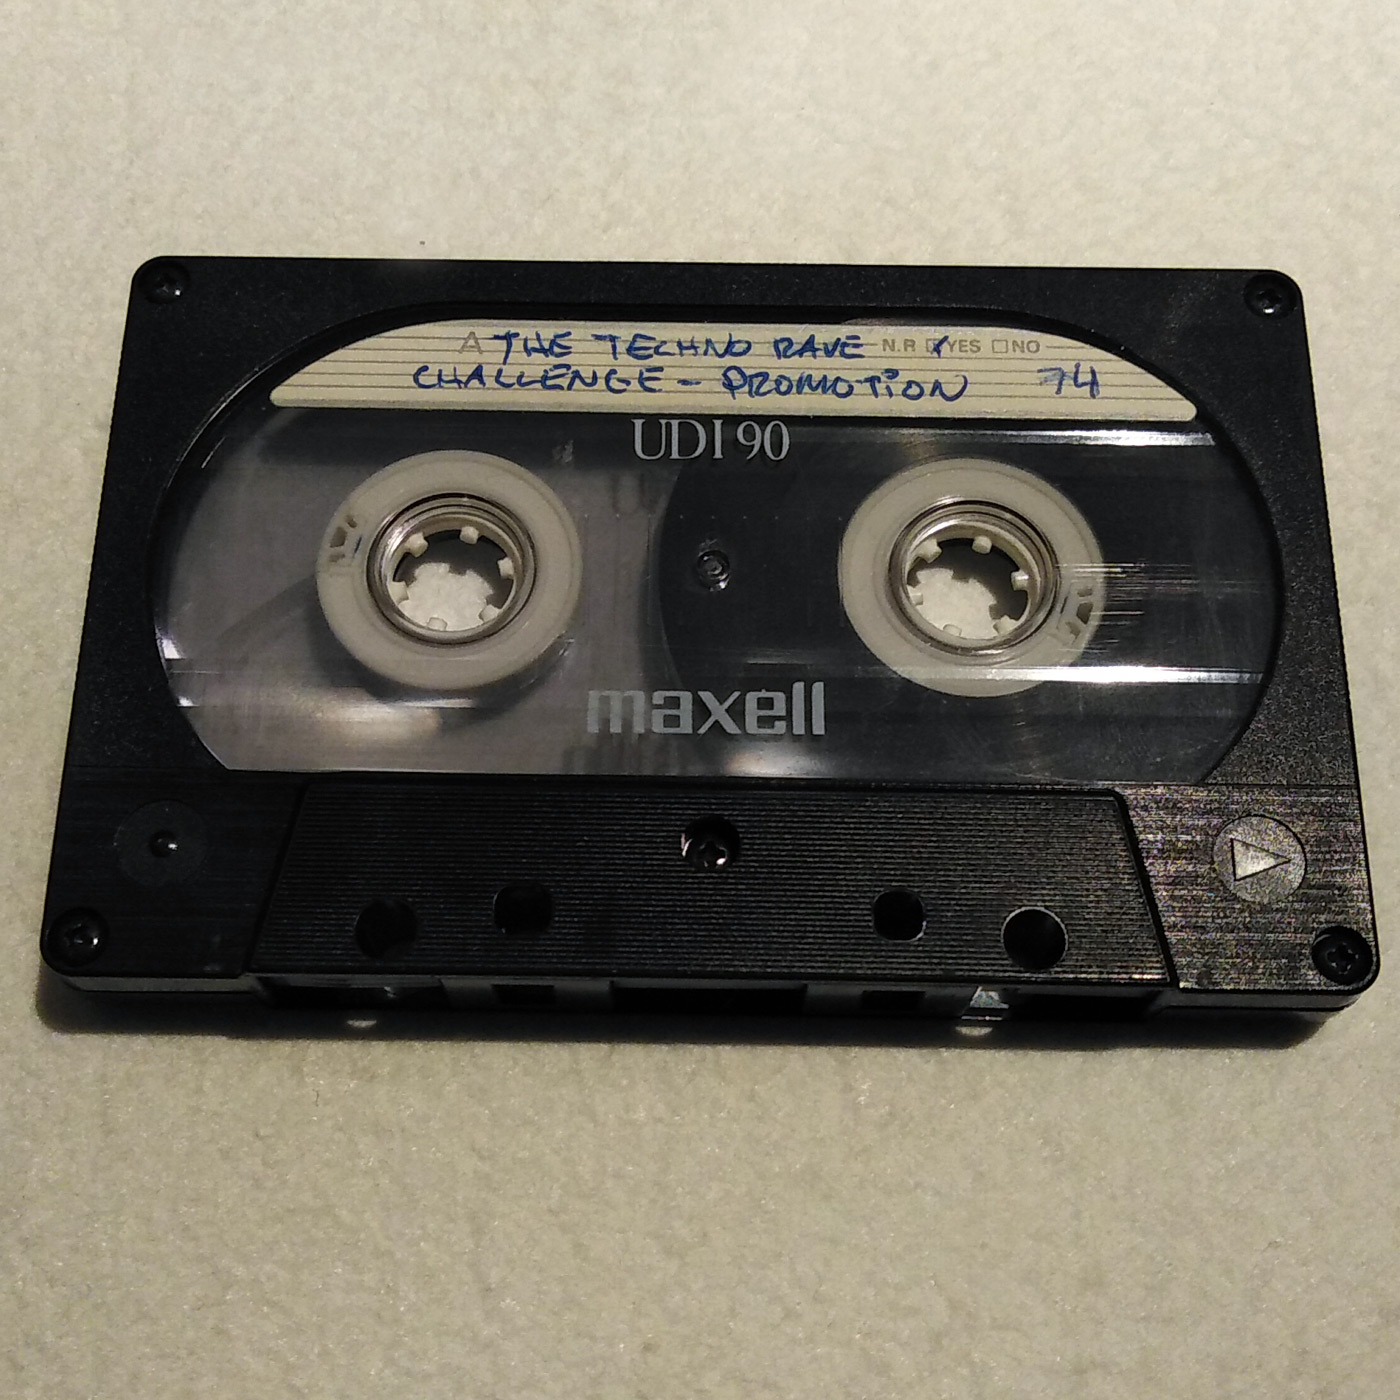 A THE TECHNO RAVE N.R ☑YES ☐NO
CHALLENGE - PROMOTION 74
UDI 90
maxell